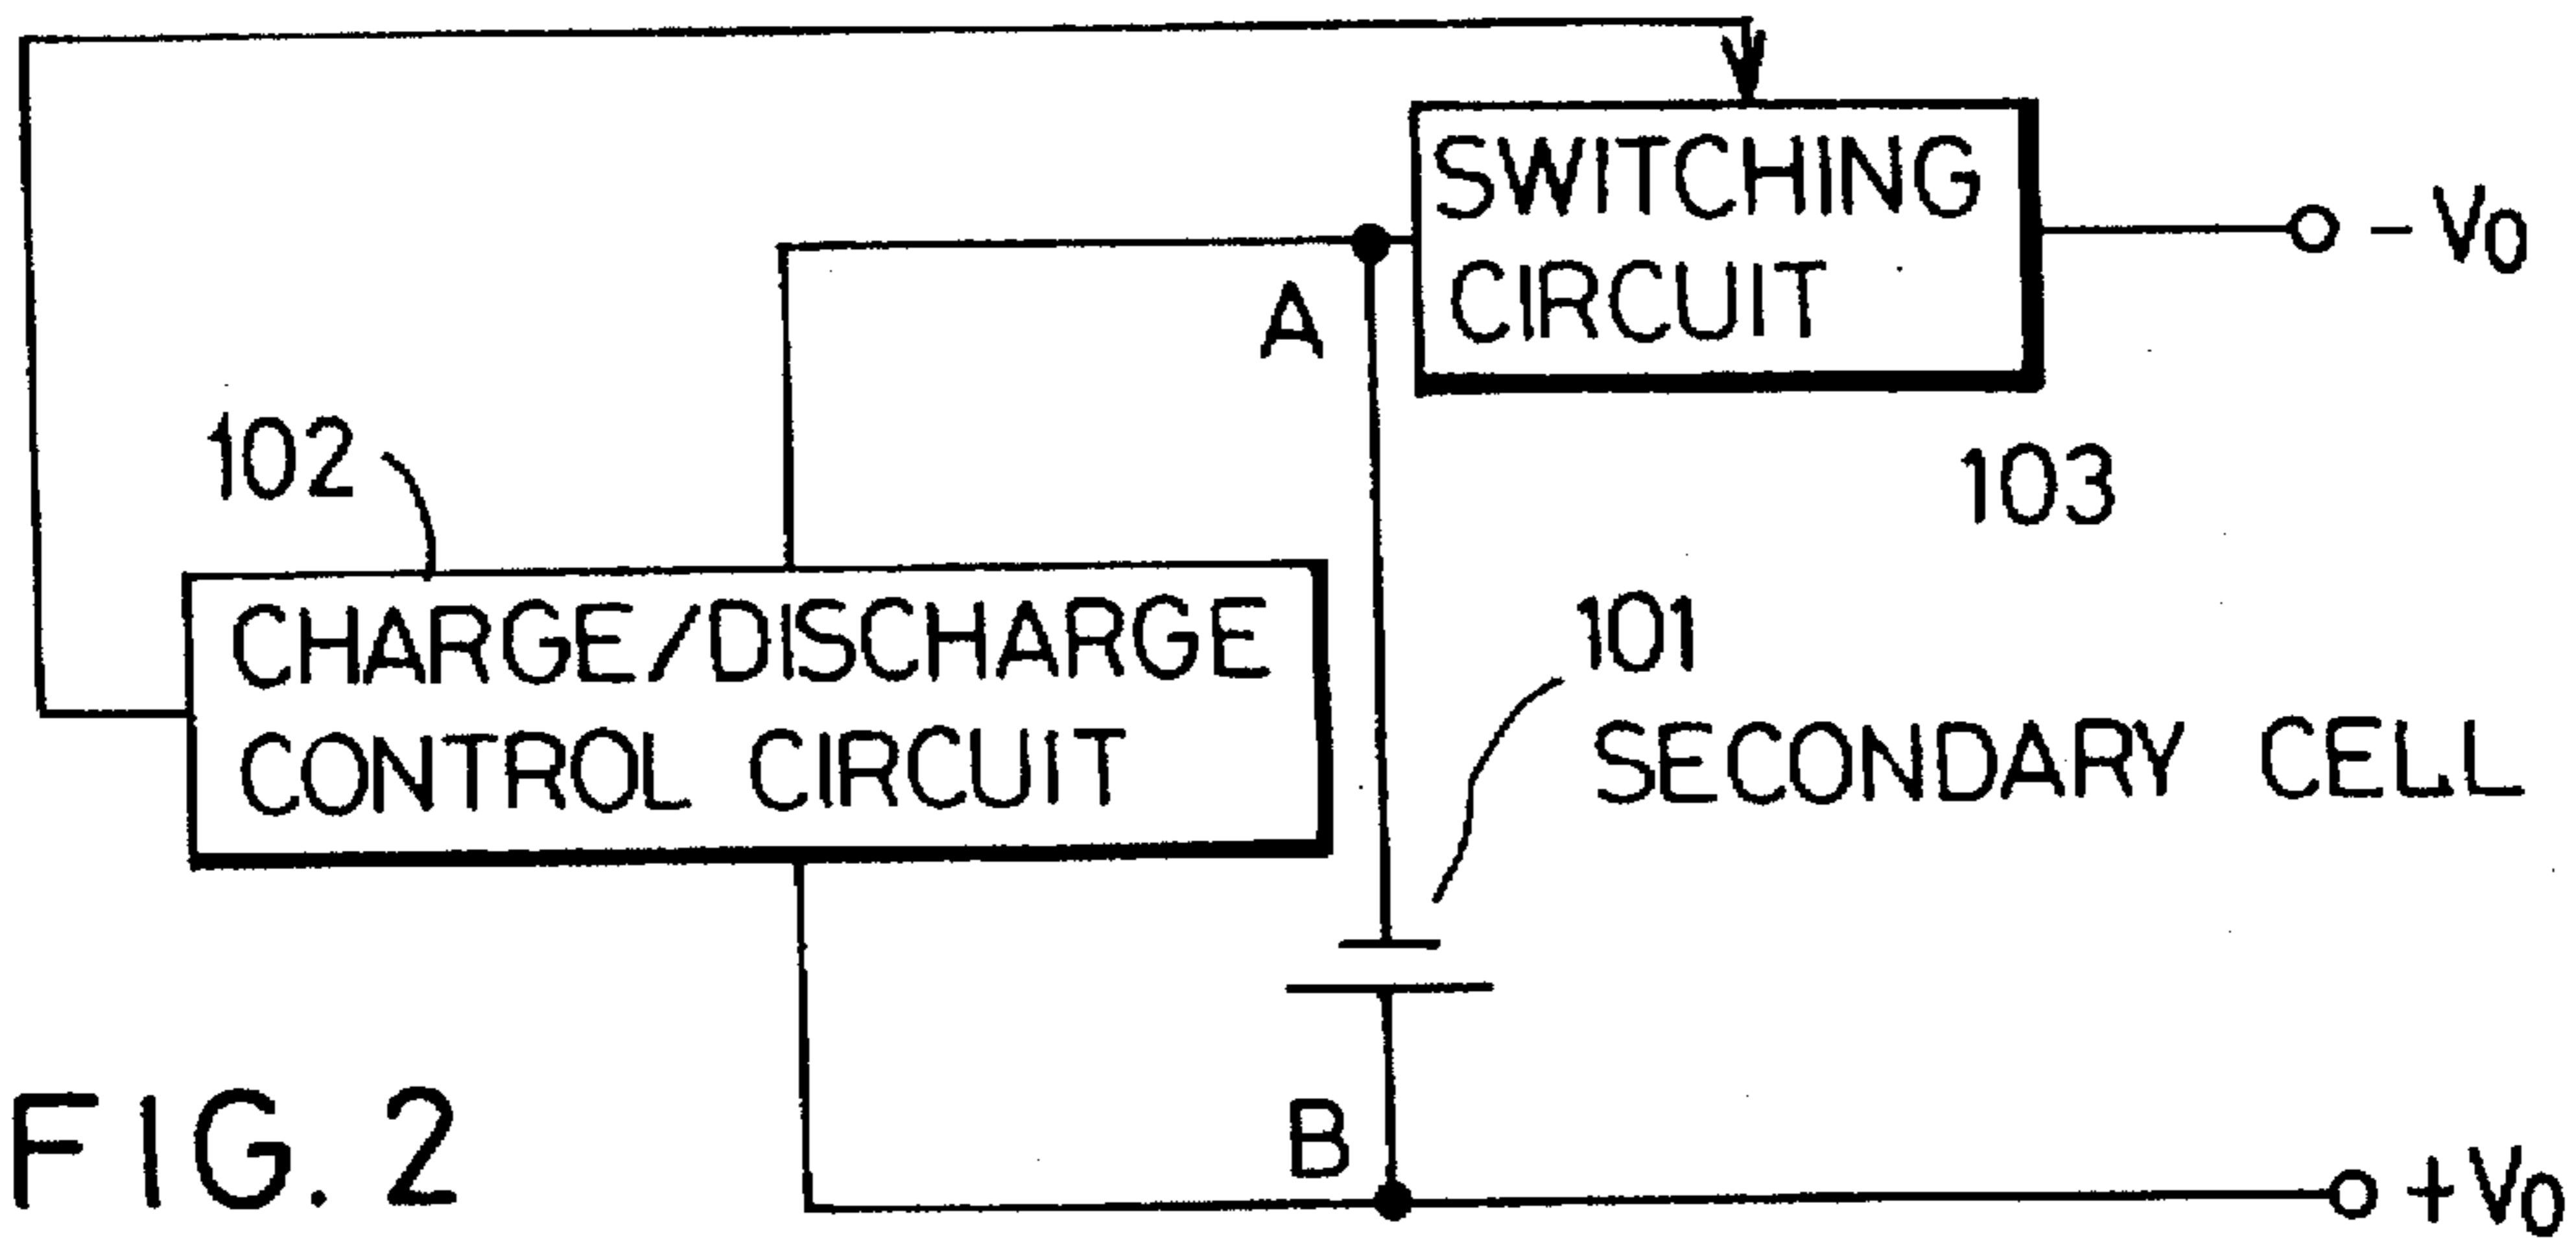 SWITCHING
CIRCUIT
- V0
A
102
103
CHARGE/DISCHARGE
CONTROL CIRCUIT
101
SECONDARY CELL
B
FIG. 2
+V0